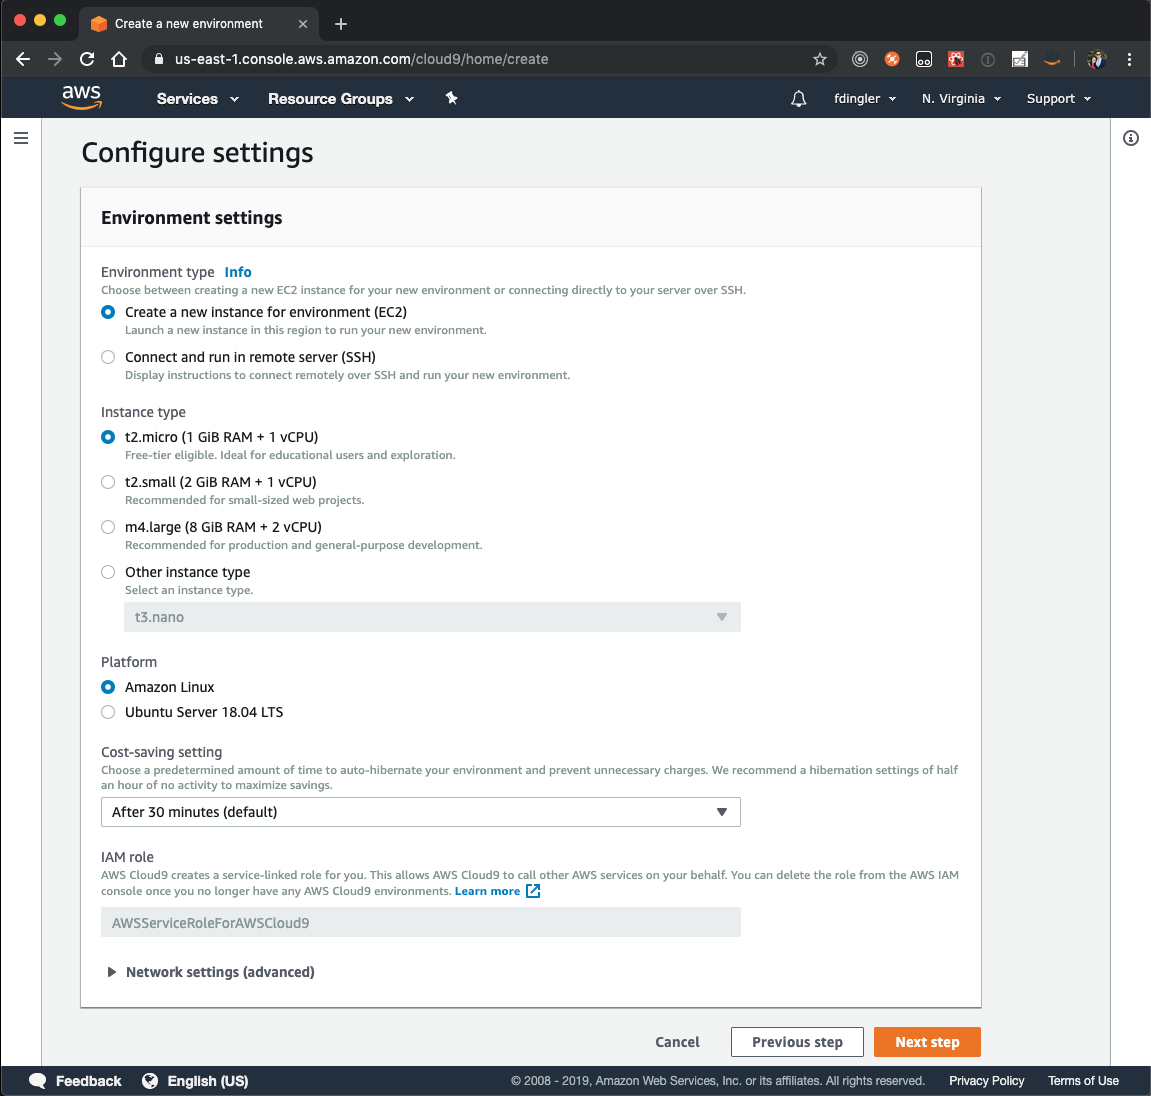 Create a new environment
us-east-1.console.aws.amazon.com/cloud9/home/create
aws Services Resource Groups fdingler N. Virginia Support
Configure settings
Environment settings
Environment type Info
Choose between creating a new EC2 instance for your new environment or connecting directly to your server over SSH.
Create a new instance for environment (EC2)
Launch a new instance in this region to run your new environment.
Connect and run in remote server (SSH)
Display instructions to connect remotely over SSH and run your new environment.
Instance type
t2.micro (1 GiB RAM + 1 vCPU)
Free-tier eligible. Ideal for educational users and exploration.
t2.small (2 GiB RAM + 1 vCPU)
Recommended for small-sized web projects.
m4.large (8 GiB RAM + 2 vCPU)
Recommended for production and general-purpose development.
Other instance type
Select an instance type.
t3.nano
Platform
Amazon Linux
Ubuntu Server 18.04 LTS
Cost-saving setting
Choose a predetermined amount of time to auto-hibernate your environment and prevent unnecessary charges. We recommend a hibernation settings of half
an hour of no activity to maximize savings.
After 30 minutes (default)
IAM role
AWS Cloud9 creates a service-linked role for you. This allows AWS Cloud9 to call other AWS services on your behalf. You can delete the role from the AWS IAM
console once you no longer have any AWS Cloud9 environments. Learn more
AWSServiceRoleForAWSCloud9
Network settings (advanced)
Cancel Previous step Next step
Feedback English (US) © 2008 - 2019, Amazon Web Services, Inc. or its affiliates. All rights reserved. Privacy Policy Terms of Use